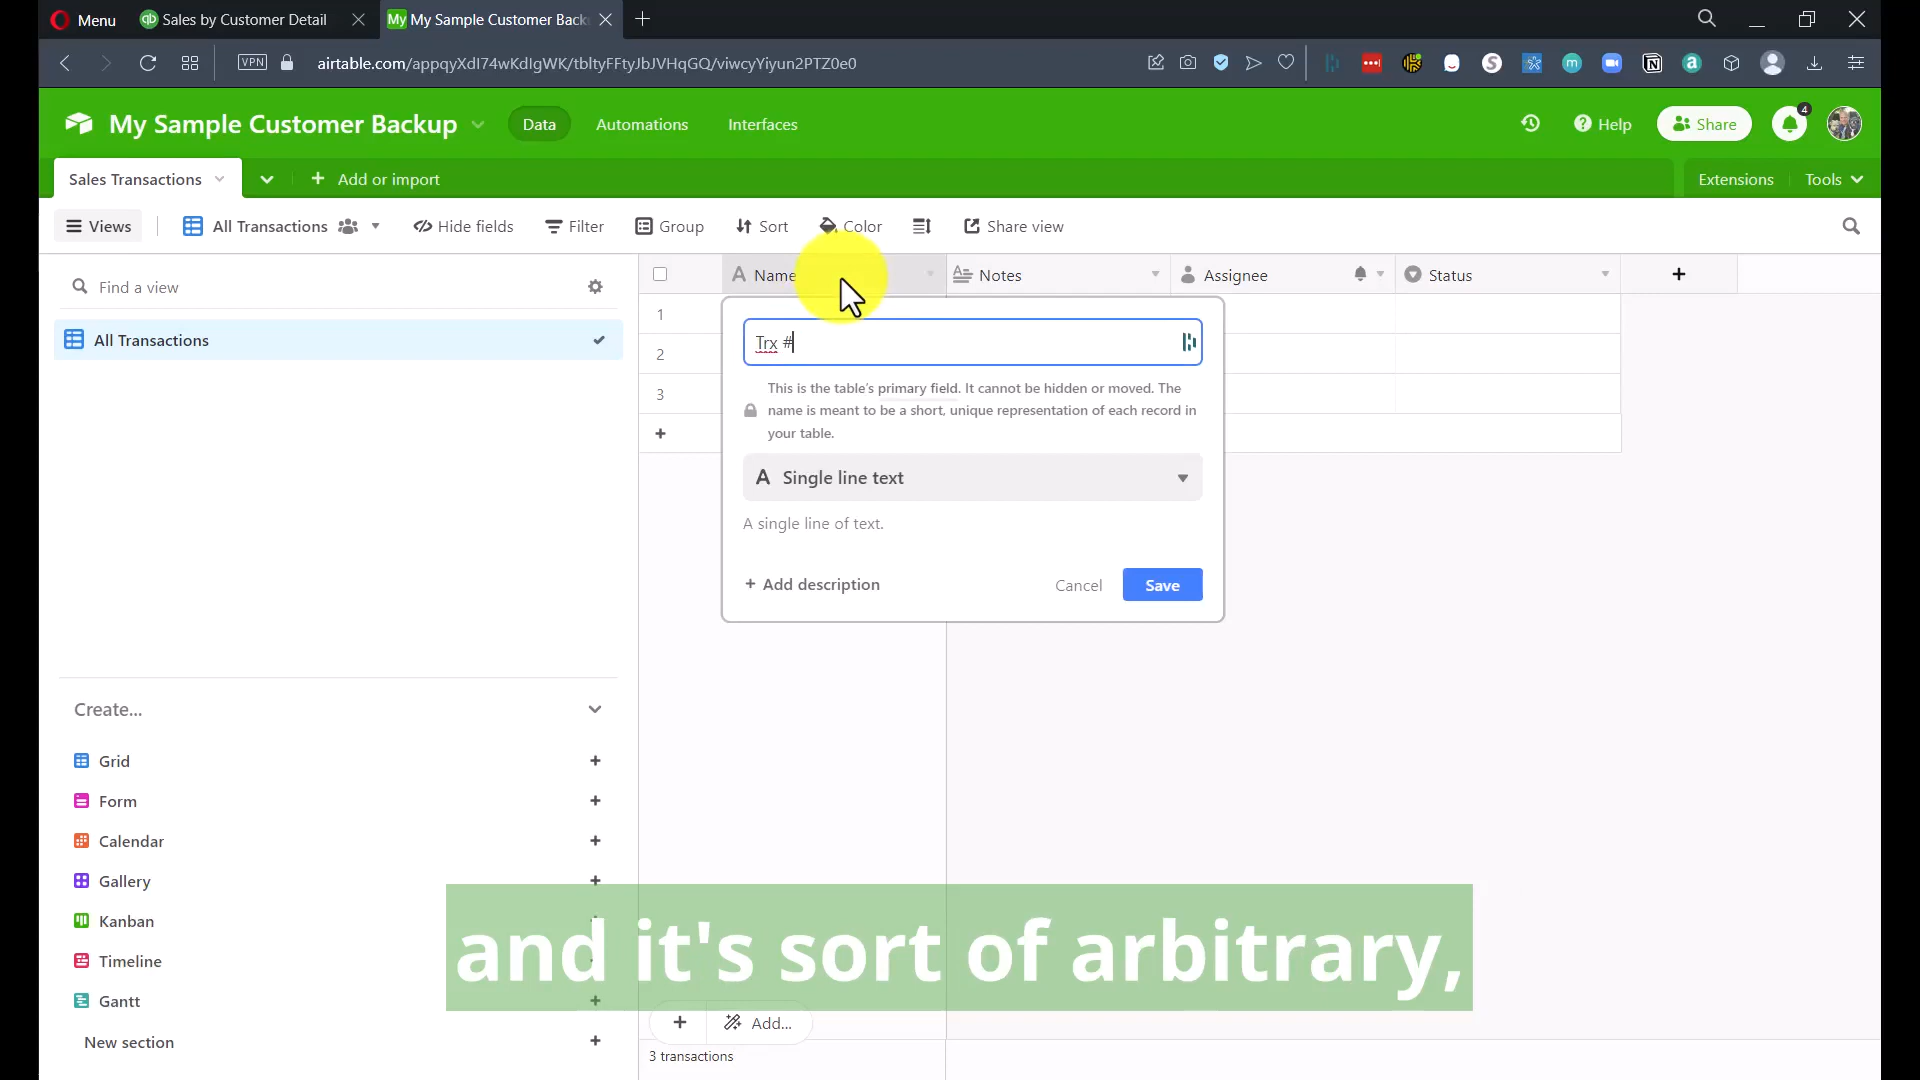 Menu
Sales by Customer Detail
My My Sample Customer Back
VPN
airtable.com/appqyXdI74wKdIgWK/tbltyFFtyJbJVHqGQ/viwcyYiyun2PTZ0e0
My Sample Customer Backup
Data
Automations
Interfaces
Help
Share
4
Sales Transactions
Add or import
Extensions
Tools
Views
All Transactions
Hide fields
Filter
Group
Sort
Color
Share view
Find a view
Name
Notes
Assignee
Status
1
2
3
All Transactions
Trx #
This is the table's primary field. It cannot be hidden or moved. The
name is meant to be a short, unique representation of each record in
your table.
Single line text
A single line of text.
+ Add description
Cancel
Save
Create...
Grid
Form
Calendar
Gallery
Kanban
Timeline
Gantt
New section
and it's sort of arbitrary,
Add...
3 transactions